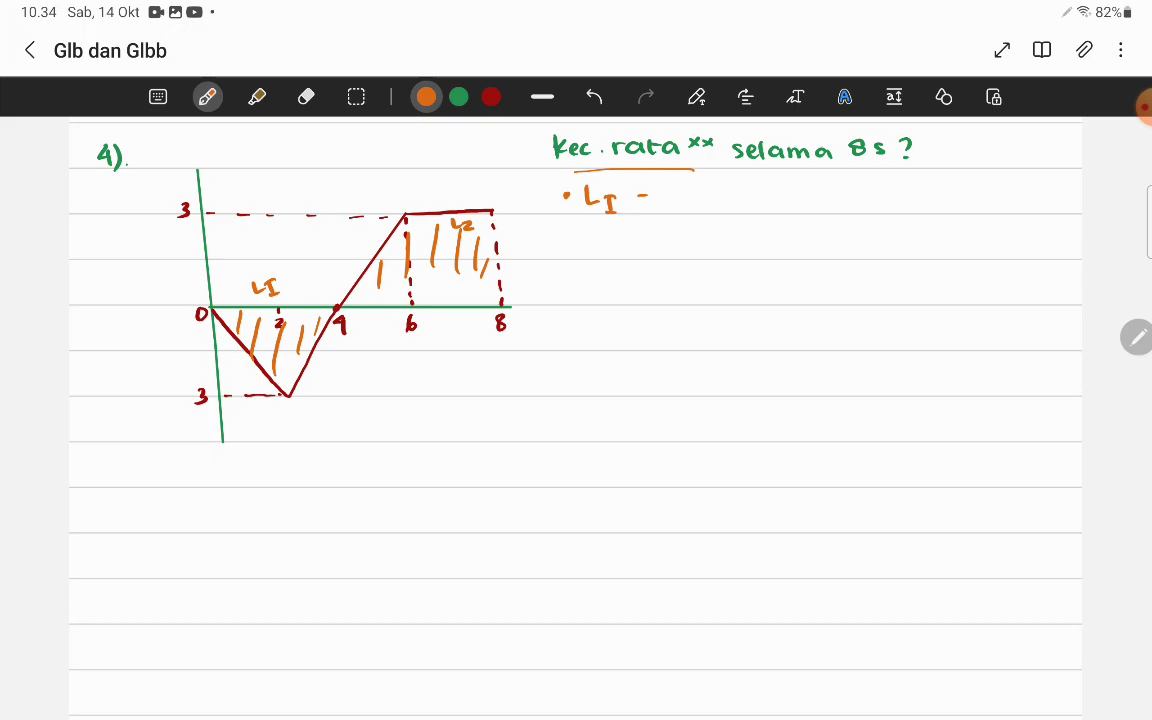 10.34 Sab, 14 Okt 82%
Glb dan Glbb
4).
Kec. rata ** selama 8s ?
• LI -
3
L2
LI
0 2 4 6 8
3